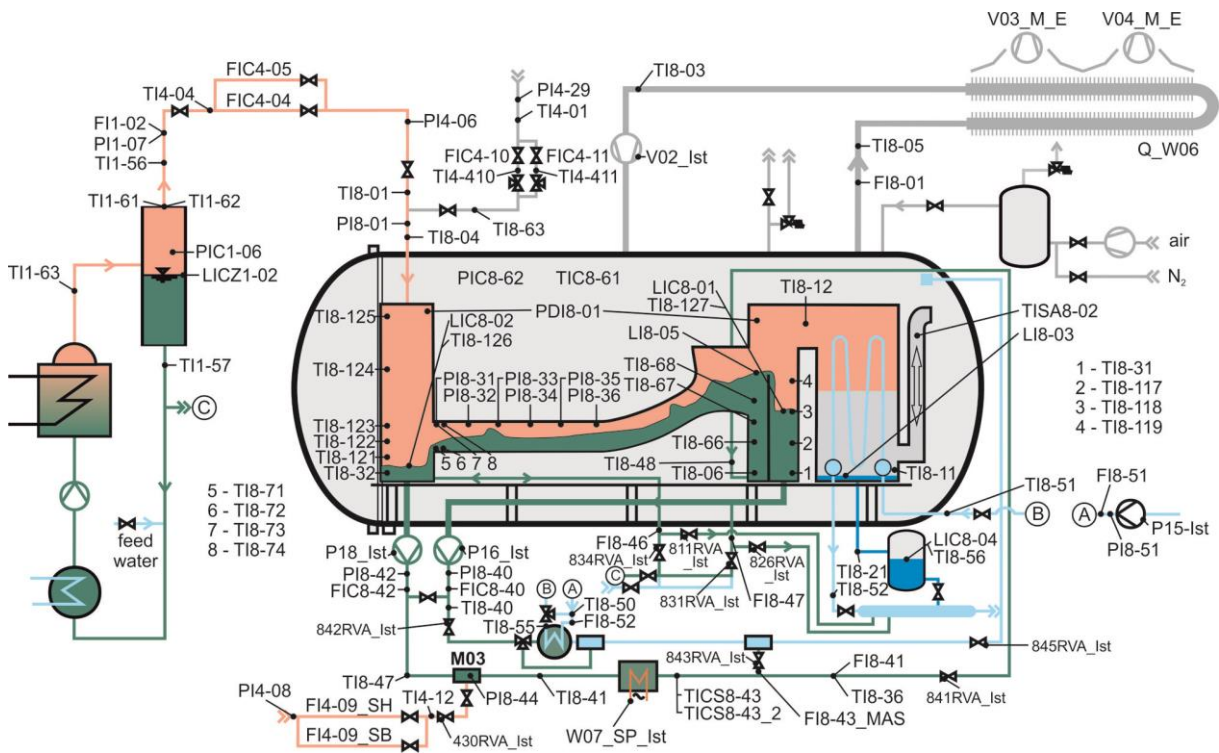 V03_M_E
V04_M_E
FIC4-05
TI8-03
TI4-04
FIC4-04
PI4-29
TI4-01
FI1-02
PI1-07
TI1-56
PI4-06
FIC4-10
FIC4-11
TI4-410
TI4-411
V02_Ist
TI8-05
Q_W06
TI8-01
FI8-01
TI1-61
TI1-62
PI8-01
TI8-63
TI8-04
air
PIC1-06
TI1-63
LICZ1-02
PIC8-62
TIC8-61
LIC8-01
TI8-127
TI8-12
N2
TI8-125
LIC8-02
TI8-126
PDI8-01
LI8-05
TISA8-02
LI8-03
TI1-57
TI8-124
TI8-68
TI8-67
PI8-31
PI8-33
PI8-35
PI8-32
PI8-34
PI8-36
4
1 - TI8-31
2 - TI8-117
3 - TI8-118
4 - TI8-119
C
TI8-123
TI8-122
TI8-121
TI8-32
3
TI8-66
2
5 6 7 8
TI8-48
TI8-06
1
TI8-11
5 - TI8-71
6 - TI8-72
7 - TI8-73
8 - TI8-74
TI8-51
B
A
FI8-51
P15-Ist
PI8-51
feed
water
P18_Ist
P16_Ist
FI8-46
834RVA
_Ist
811RVA
_Ist
826RVA
_Ist
LIC8-04
TI8-56
PI8-42
FIC8-42
PI8-40
FIC8-40
TI8-40
C
831RVA_Ist
FI8-47
TI8-21
TI8-52
B
A
TI8-50
FI8-52
TI8-55
842RVA_Ist
843RVA_Ist
845RVA_Ist
M03
TI8-47
PI8-44
TI8-41
TICS8-43
TICS8-43_2
FI8-41
TI8-36
841RVA_Ist
FI8-43_MAS
PI4-08
FI4-09_SH
TI4-12
FI4-09_SB
430RVA_Ist
W07_SP_Ist